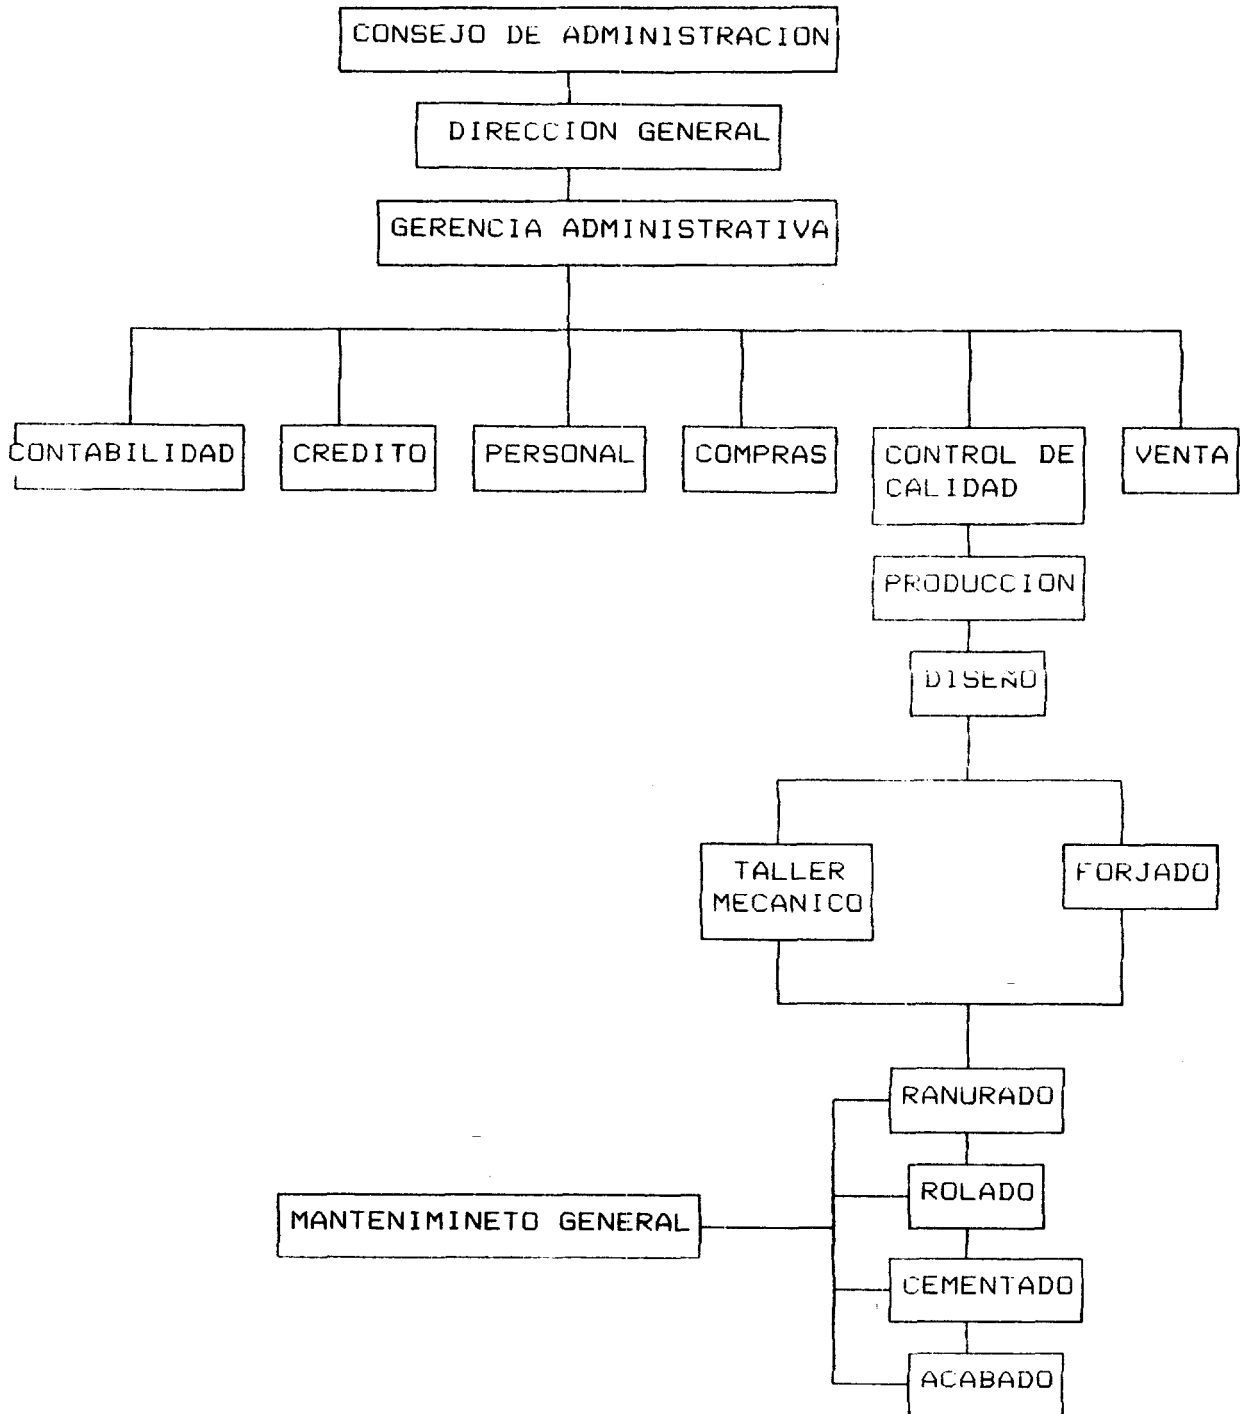 CONSEJO DE ADMINISTRACION
DIRECCION GENERAL
GERENCIA ADMINISTRATIVA
CONTABILIDAD
CREDITO
PERSONAL
COMPRAS
CONTROL DE
CALIDAD
VENTA
PRODUCCION
DISEÑO
TALLER
MECANICO
FORJADO
RANURADO
ROLADO
MANTENIMINETO GENERAL
CEMENTADO
ACABADO